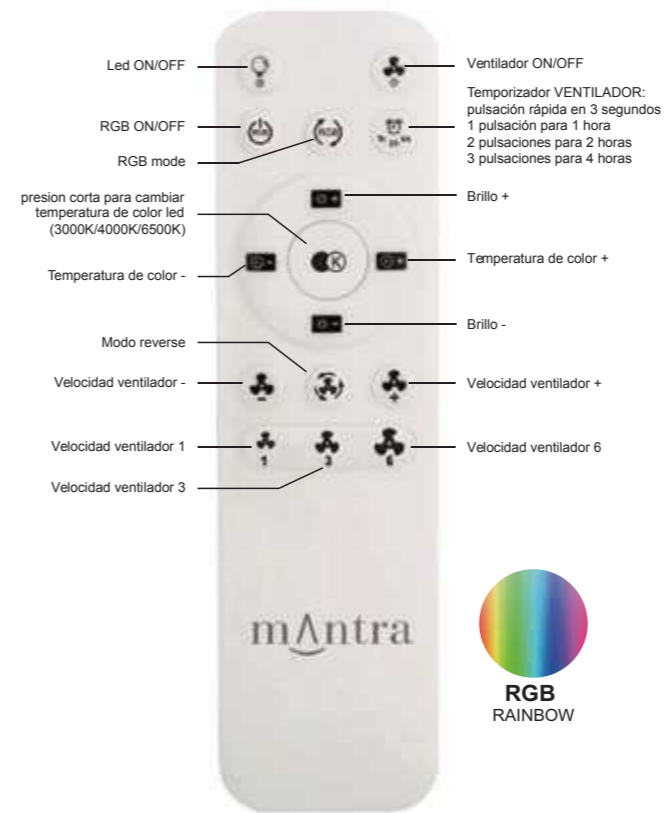 Led ON/OFF
Ventilador ON/OFF
Temporizador VENTILADOR:
pulsación rápida en 3 segundos
1 pulsación para 1 hora
2 pulsaciones para 2 horas
3 pulsaciones para 4 horas
RGB ON/OFF
RGB mode
RGB
RGB
presion corta para cambiar
temperatura de color led
(3000K/4000K/6500K)
Brillo +
K
Temperatura de color -
Temperatura de color +
Brillo -
Modo reverse
Velocidad ventilador -
Velocidad ventilador +
Velocidad ventilador 1
1
3
6
Velocidad ventilador 6
Velocidad ventilador 3
mantra
RGB
RAINBOW